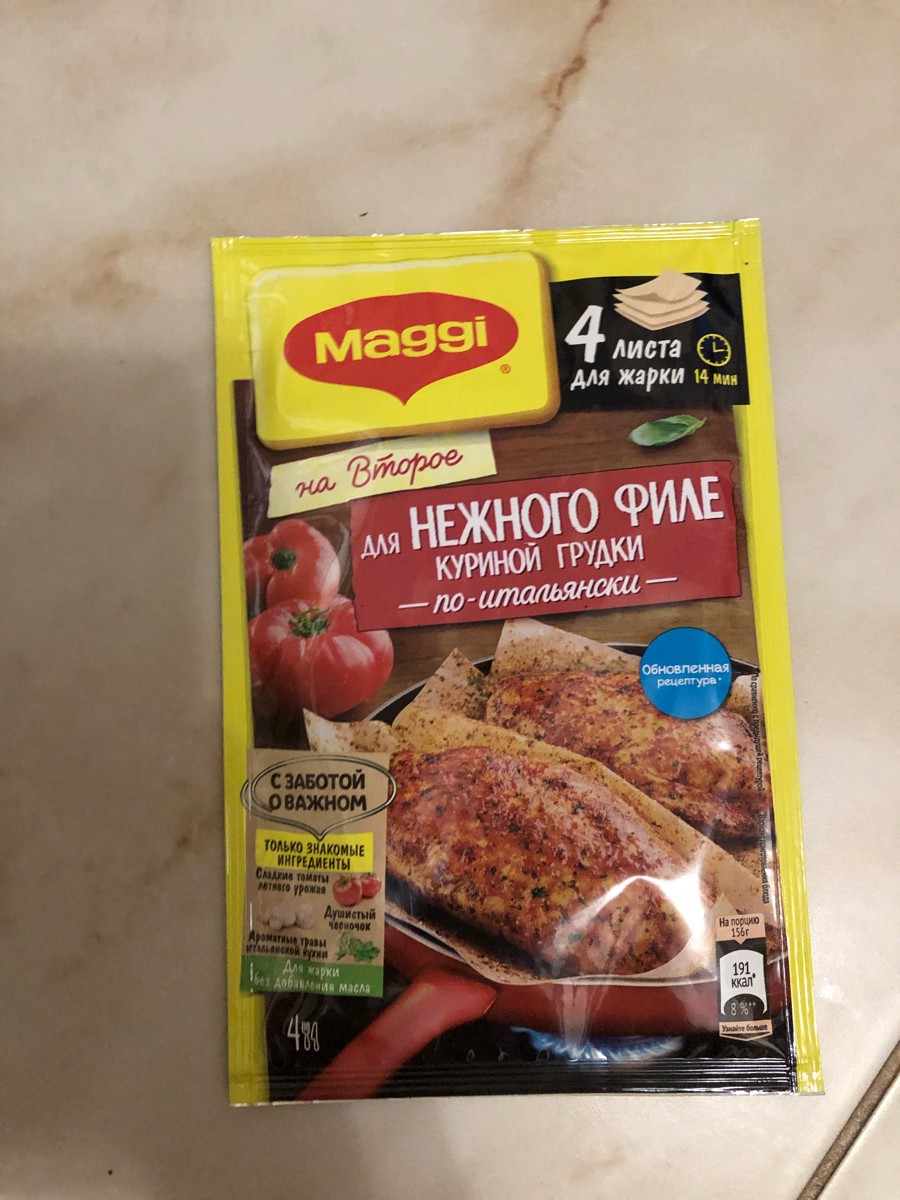 Maggi
®
4 листа
для жарки 14 мин
на Второе
для НЕЖНОГО ФИЛЕ
КУРИНОЙ ГРУДКИ
— по-итальянски —
Обновленная
рецептура*
С ЗАБОТОЙ
О ВАЖНОМ
ТОЛЬКО ЗНАКОМЫЕ
ИНГРЕДИЕНТЫ
Сладкие томаты
летнего урожая
Душистый
чесночок
Ароматные травы
итальянской кухни
Для жарки
без добавления масла
4
На порцию
156г
191
ккал*
8 %**
Узнайте больше